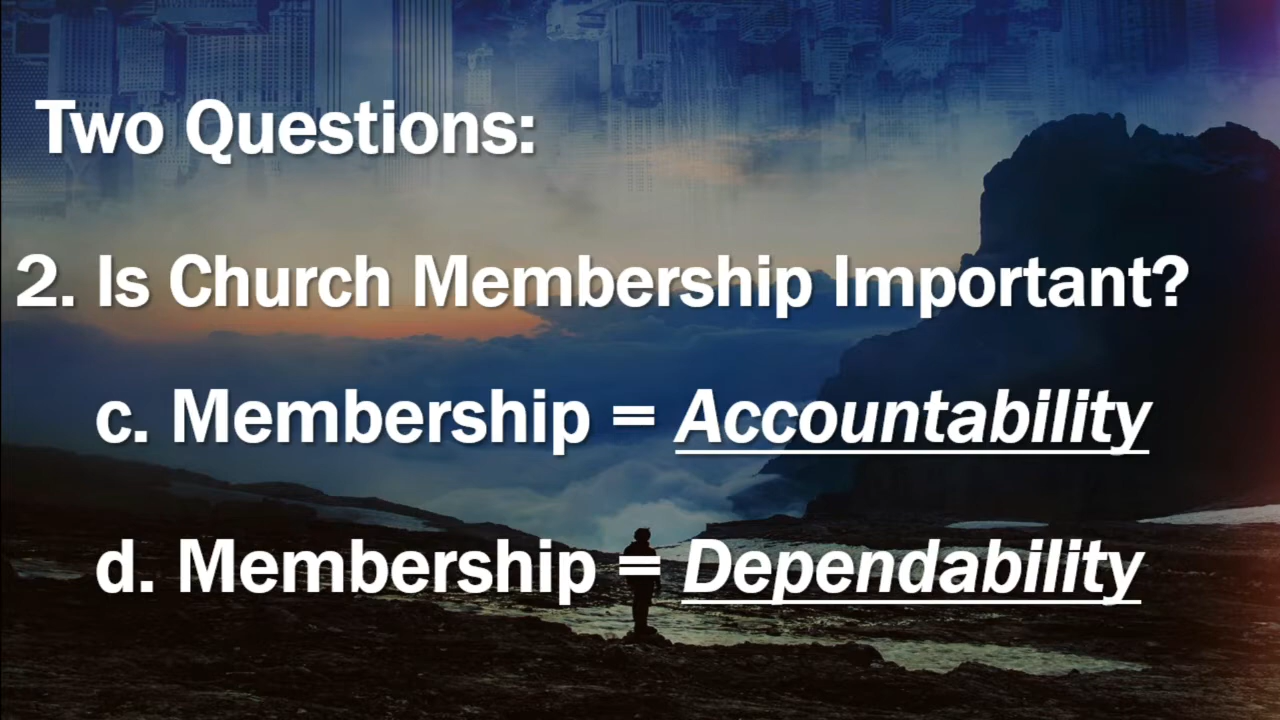 Two Questions:
2. Is Church Membership Important?
c. Membership = Accountability
d. Membership = Dependability